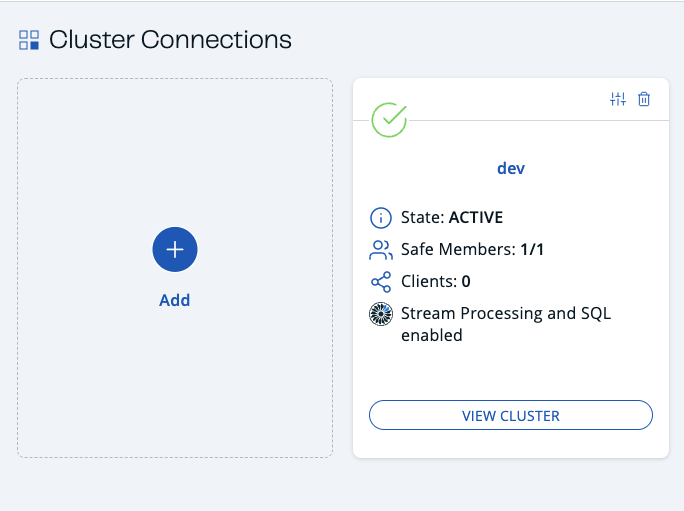 Cluster Connections
Add
dev
State: ACTIVE
Safe Members: 1/1
Clients: 0
Stream Processing and SQL
enabled
VIEW CLUSTER